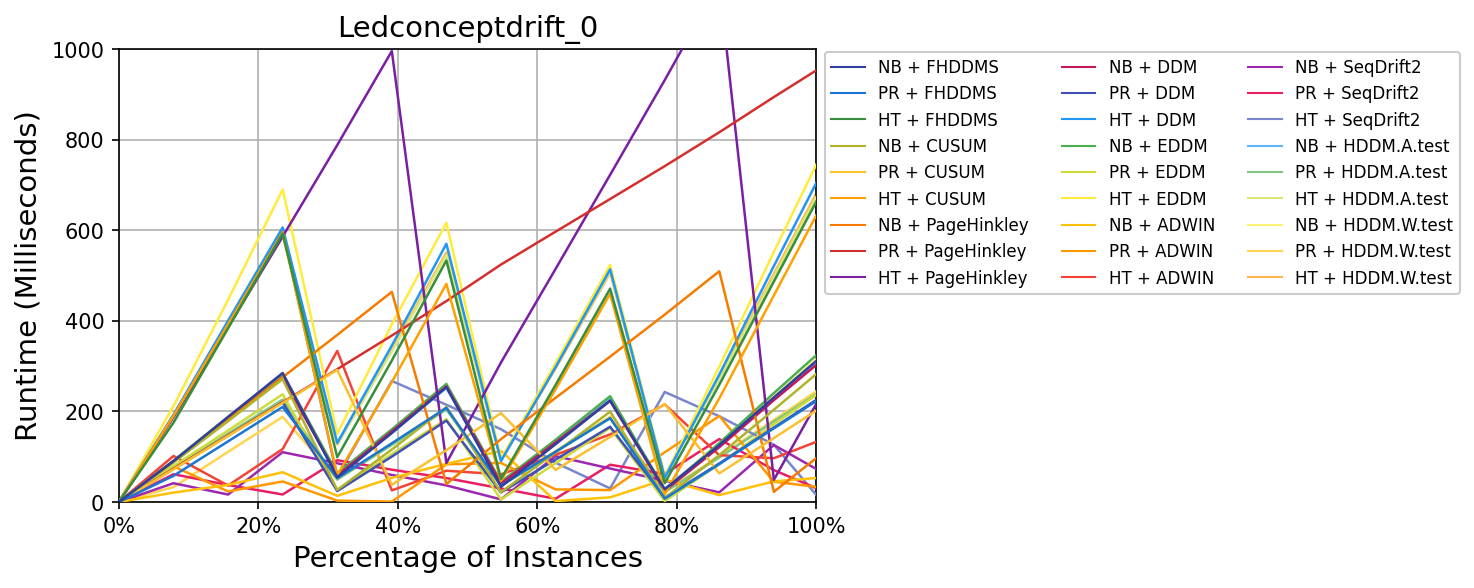 Ledconceptdrift_0
Runtime (Milliseconds)
1000
800
600
400
200
0
0%
20%
40%
60%
80%
100%
Percentage of Instances
NB + FHDDMS
PR + FHDDMS
HT + FHDDMS
NB + CUSUM
PR + CUSUM
HT + CUSUM
NB + PageHinkley
PR + PageHinkley
HT + PageHinkley
NB + DDM
PR + DDM
HT + DDM
NB + EDDM
PR + EDDM
HT + EDDM
NB + ADWIN
PR + ADWIN
HT + ADWIN
NB + SeqDrift2
PR + SeqDrift2
HT + SeqDrift2
NB + HDDM.A.test
PR + HDDM.A.test
HT + HDDM.A.test
NB + HDDM.W.test
PR + HDDM.W.test
HT + HDDM.W.test